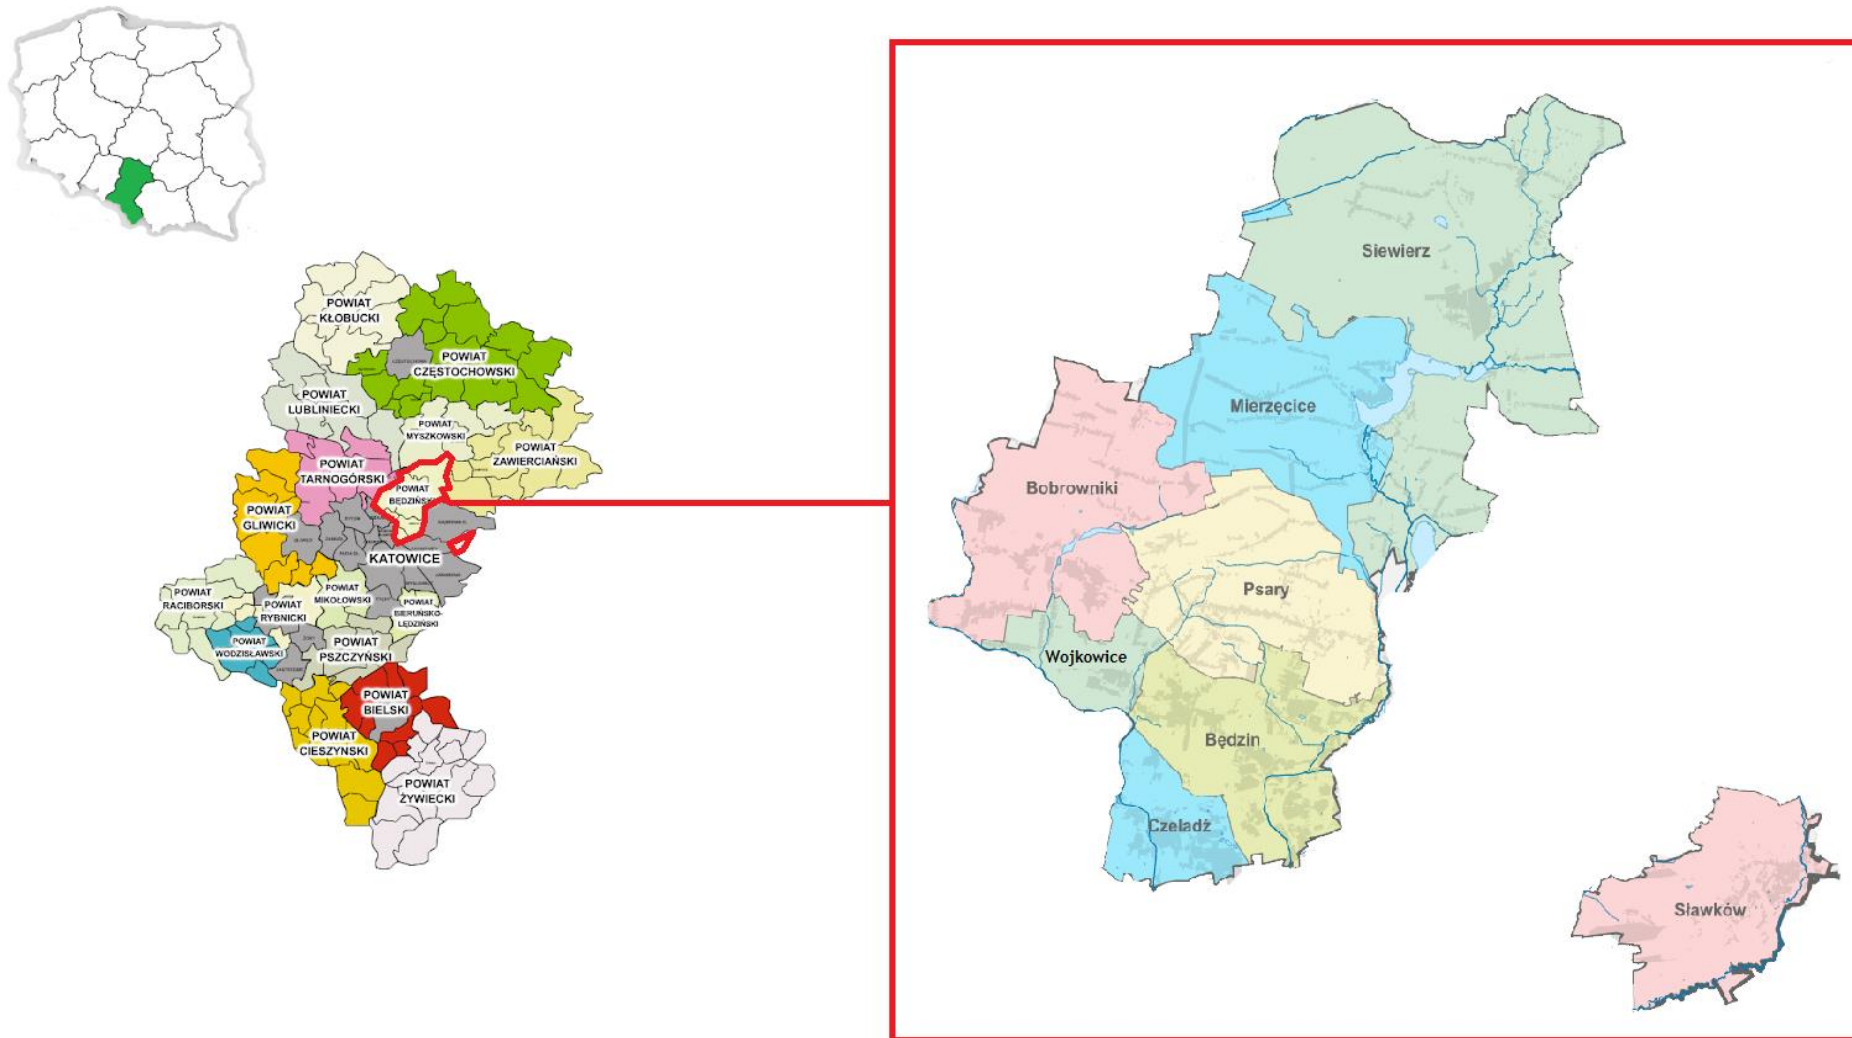 POWIAT
KŁOBUCKI
POWIAT
CZĘSTOCHOWSKI
CZĘSTOCHOWA
POWIAT
LUBLINIECKI
POWIAT
MYSZKOWSKI
POWIAT
ZAWIERCIAŃSKI
POWIAT
TARNOGÓRSKI
POWIAT
BĘDZIŃSKI
POWIAT
GLIWICKI
KATOWICE
POWIAT
RACIBORSKI
POWIAT
RYBNICKI
POWIAT
MIKOŁOWSKI
POWIAT
BIERUŃSKO-
LĘDZIŃSKI
POWIAT
WODZISŁAWSKI
POWIAT
PSZCZYŃSKI
POWIAT
BIELSKI
POWIAT
CIESZYNSKI
POWIAT
ŻYWIECKI
Siewierz
Mierzęcice
Bobrowniki
Psary
Wojkowice
Będzin
Czeladź
Sławków